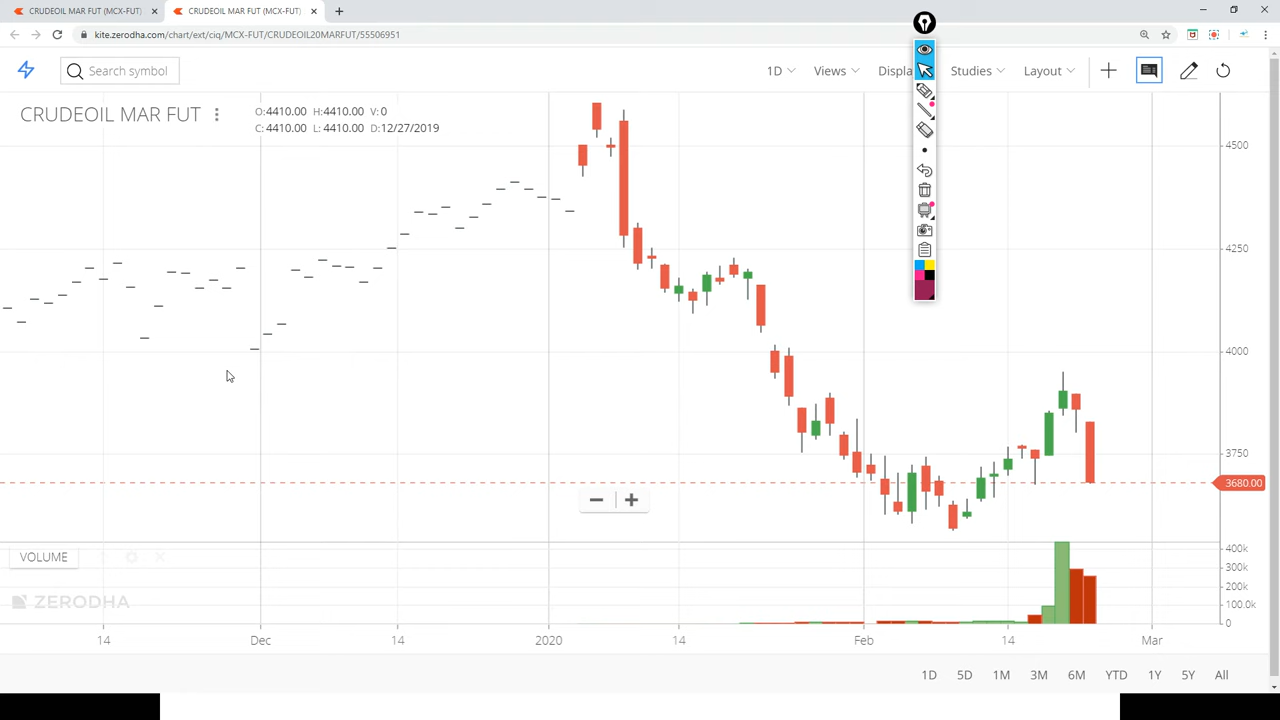 CRUDEOIL MAR FUT (MCX-FUT)
CRUDEOIL MAR FUT (MCX-FUT)
kite.zerodha.com/chart/ext/ciq/MCX-FUT/CRUDEOIL20MARFUT/55506951
Search symbol
1D
Views
Displa
Studies
Layout
CRUDEOIL MAR FUT
O:4410.00 H:4410.00 V:0
C:4410.00 L:4410.00 D:12/27/2019
4500
4250
4000
3750
3680.00
VOLUME
400k
300k
200k
100.0k
0
ZERODHA
14 Dec 14 2020 14 Feb 14 Mar
1D 5D 1M 3M 6M YTD 1Y 5Y All